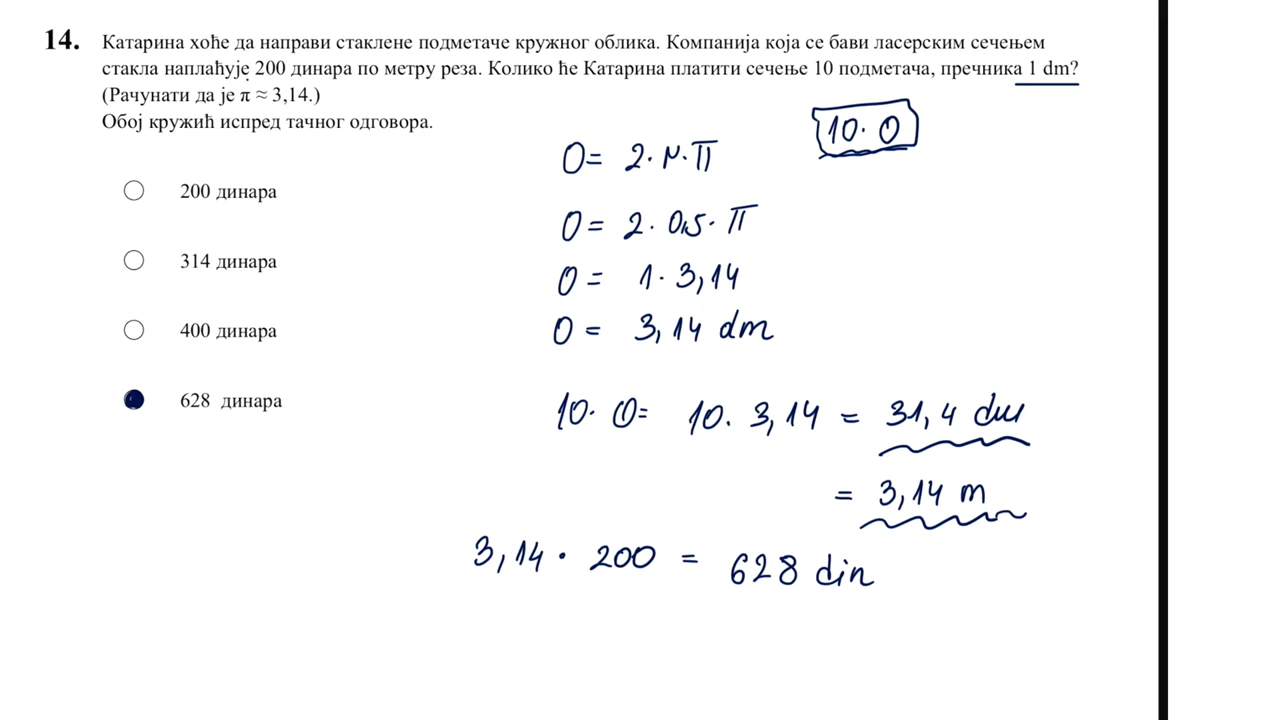 14. Катарина хоће да направи стаклене подметаче кружног облика. Компанија која се бави ласерским сечењем
стакла наплаћује 200 динара по метру реза. Колико ће Катарина платити сечење 10 подметача, пречника 1 dm?
(Рачунати да је π ≈ 3,14.)
Обој кружић испред тачног одговора.
10· O
O= 2·r·π
200 динара
O= 2· 0,5· π
314 динара
O= 1· 3,14
400 динара
O= 3,14 dm
628 динара
10· O= 10· 3,14 = 31,4 dm
= 3,14 m
3,14 · 200 = 628 din